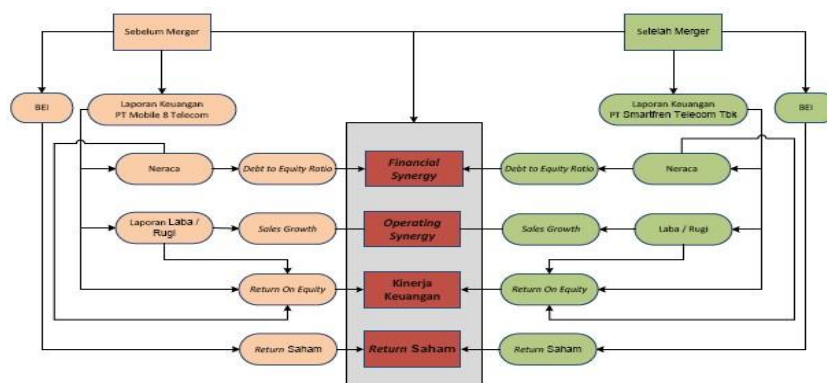 Sebelum Merger
Setelah Merger
BEI
Laporan Keuangan
PT Mobile 8 Telecom
Laporan Keuangan
PT Smartfren Telecom Tbk
BEI
Neraca
Debt to Equity Ratio
Financial
Synergy
Debt to Equity Ratio
Neraca
Laporan Laba /
Rugi
Sales Growth
Operating
Synergy
Sales Growth
Laba / Rugi
Return On Equity
Kinerja
Keuangan
Return On Equity
Return Saham
Return Saham
Return Saham